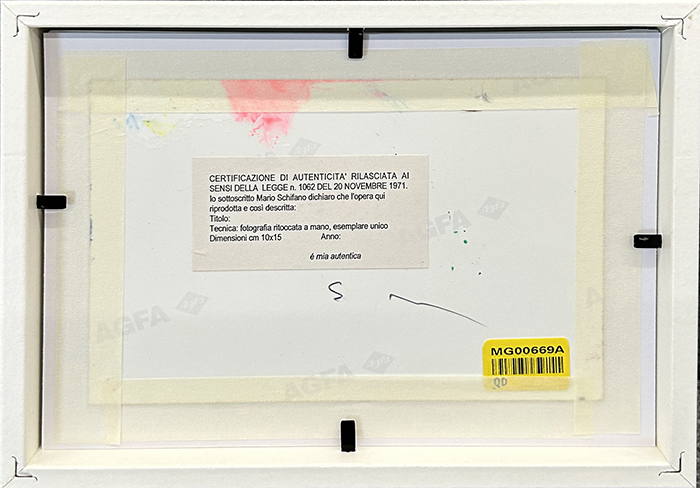 CERTIFICAZIONE DI AUTENTICITA' RILASCIATA AI
SENSI DELLA LEGGE n. 1062 DEL 20 NOVEMBRE 1971.
Io sottoscritto Mario Schifano dichiaro che l'opera qui
riprodotta e così descritta:
Titolo:
Tecnica: fotografia ritoccata a mano, esemplare unico
Dimensioni cm 10x15 Anno:
é mia autentica
AGFA
AGFA
AGFA
AGFA
S
MG00669A
QD